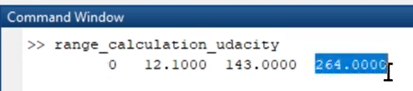 Command Window
>> range_calculation_udacity
0 12.1000 143.0000 264.0000